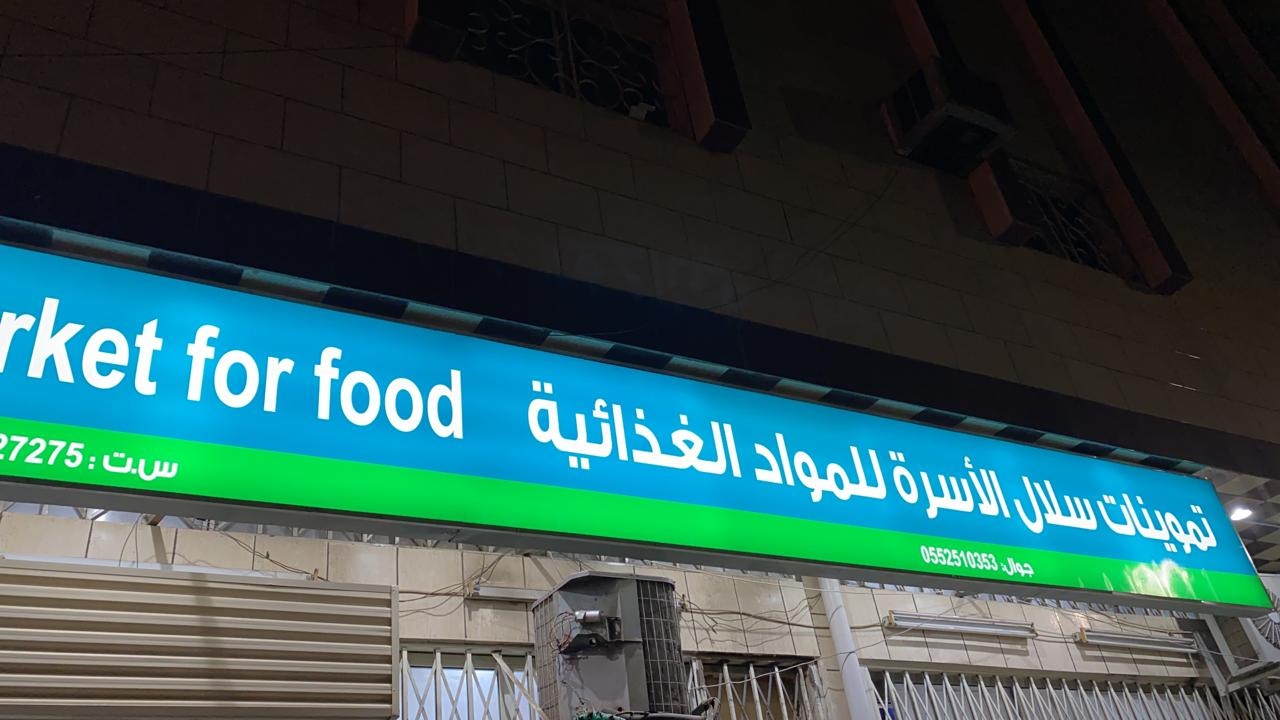 تموينات سلال الأسرة للمواد الغذائية
rket for food
جوال: 0552510353
س.ت : 27275